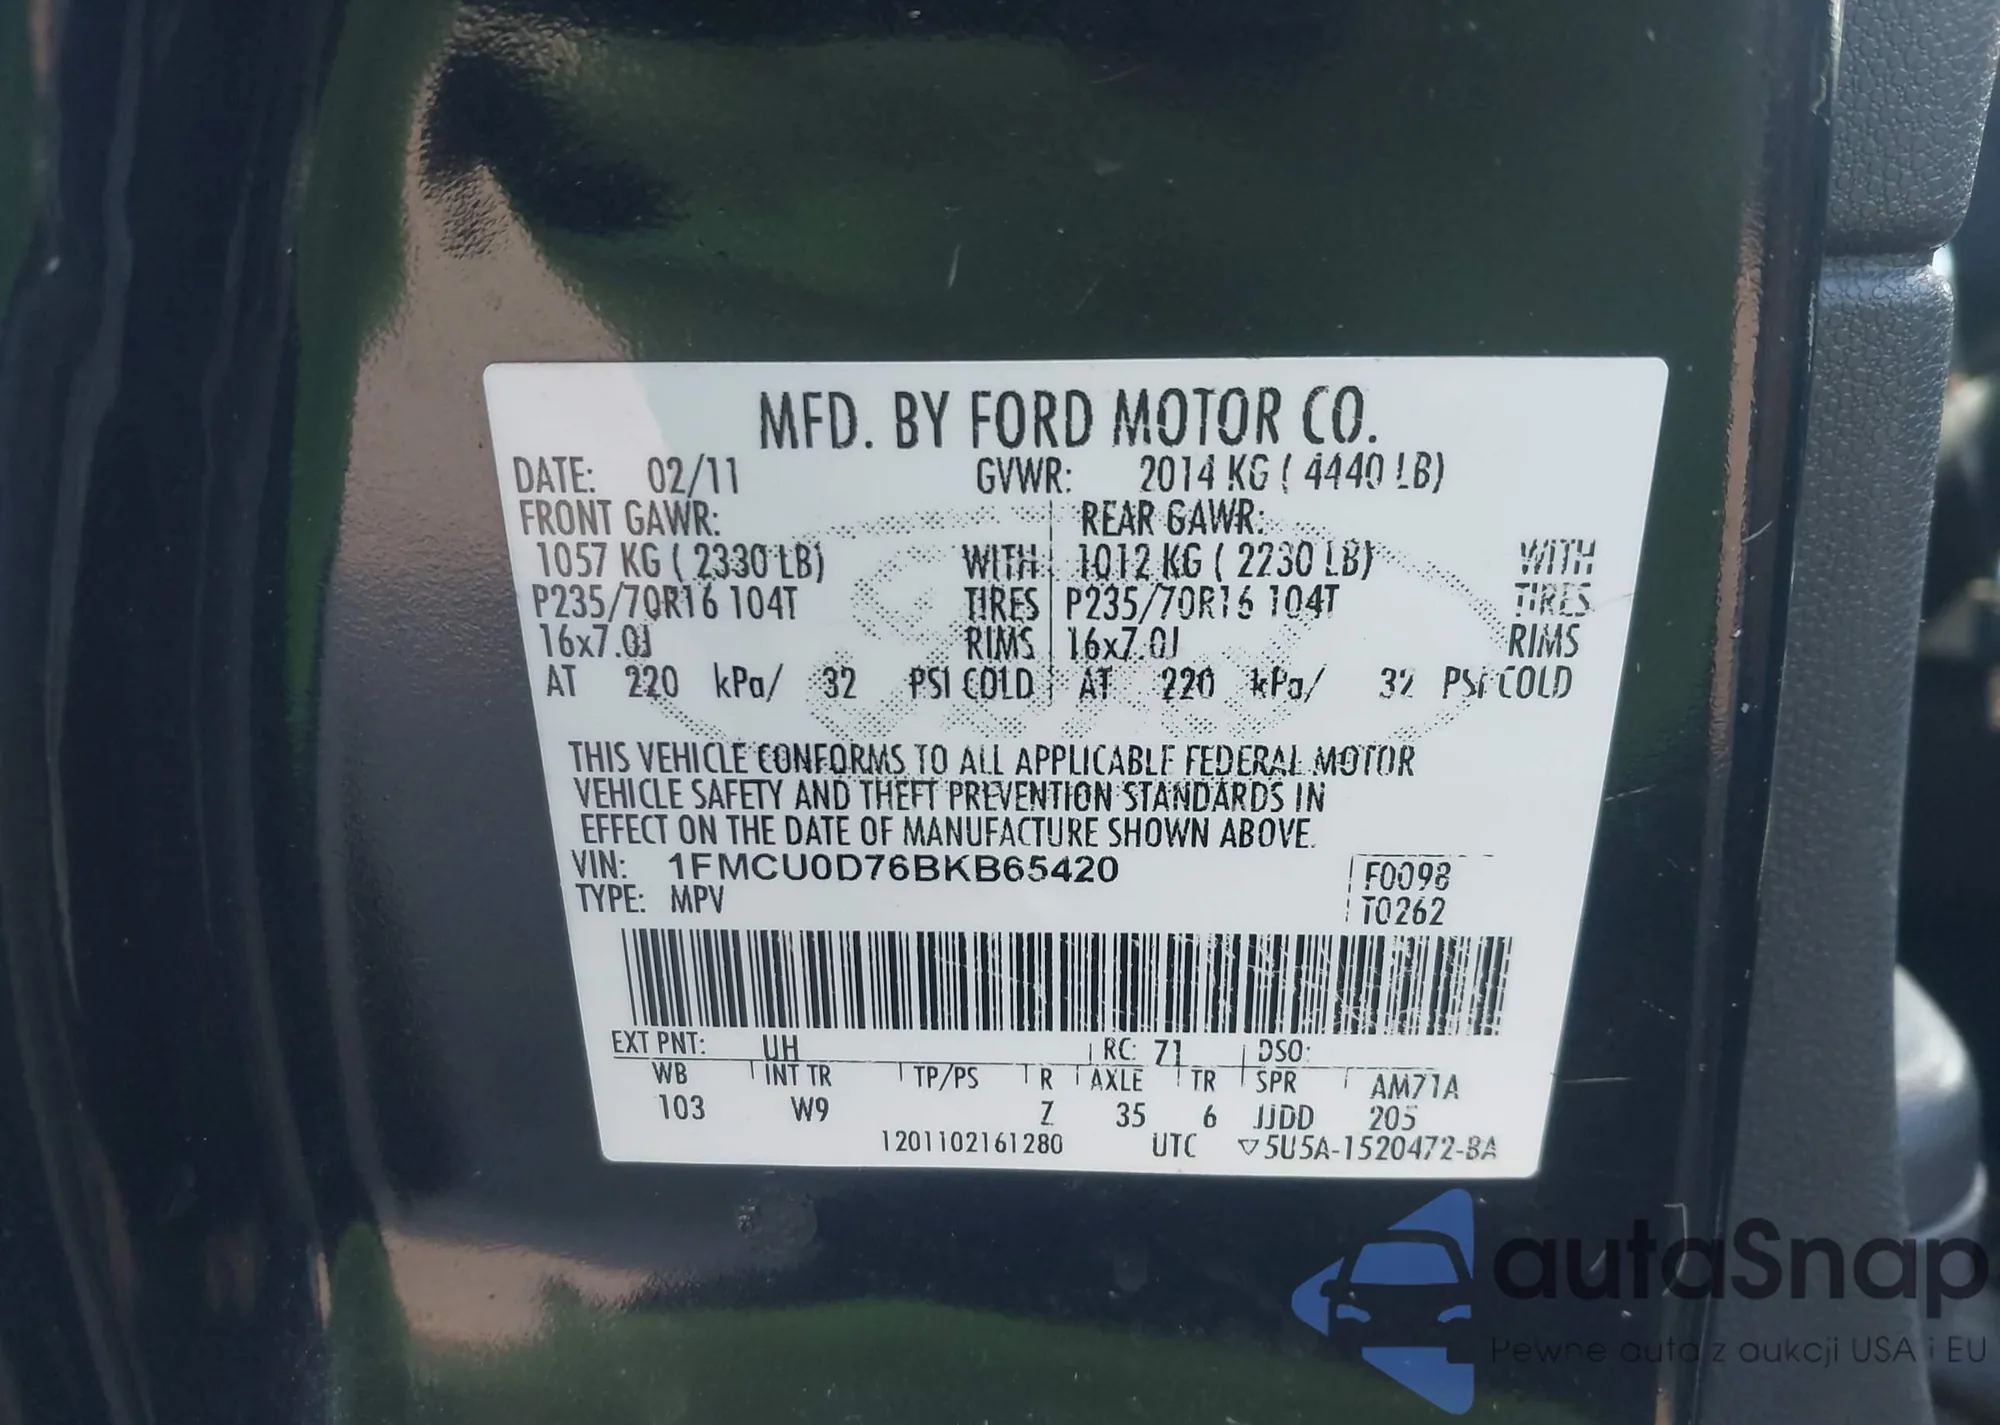 MFD. BY FORD MOTOR CO.
DATE: 02/11 GVWR: 2014 KG ( 4440 LB)
FRONT GAWR: REAR GAWR:
1057 KG ( 2330 LB) WITH 1012 KG ( 2230 LB) WITH
P235/70R16 104T TIRES P235/70R16 104T TIRES
16x7.0J RIMS 16x7.0J RIMS
AT 220 kPa/ 32 PSI COLD AT 220 kPa/ 32 PSI COLD
THIS VEHICLE CONFORMS TO ALL APPLICABLE FEDERAL MOTOR
VEHICLE SAFETY AND THEFT PREVENTION STANDARDS IN
EFFECT ON THE DATE OF MANUFACTURE SHOWN ABOVE.
VIN: 1FMCU0D76BKB65420 F0098
TYPE: MPV T0262
EXT PNT: UH RC: 71 DSO:
WB INT TR TP/PS R AXLE TR SPR AM71A
103 W9 Z 35 6 JJDD 205
1201102161280 UTC ▽5U5A-1520472-BA
autaSnap
Pewne auta z aukcji USA i EU